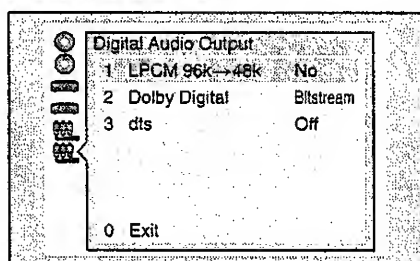 Digital Audio Output
1 LPCM 96k→48k No
2 Dolby Digital Bitstream
3 dts Off
0 Exit